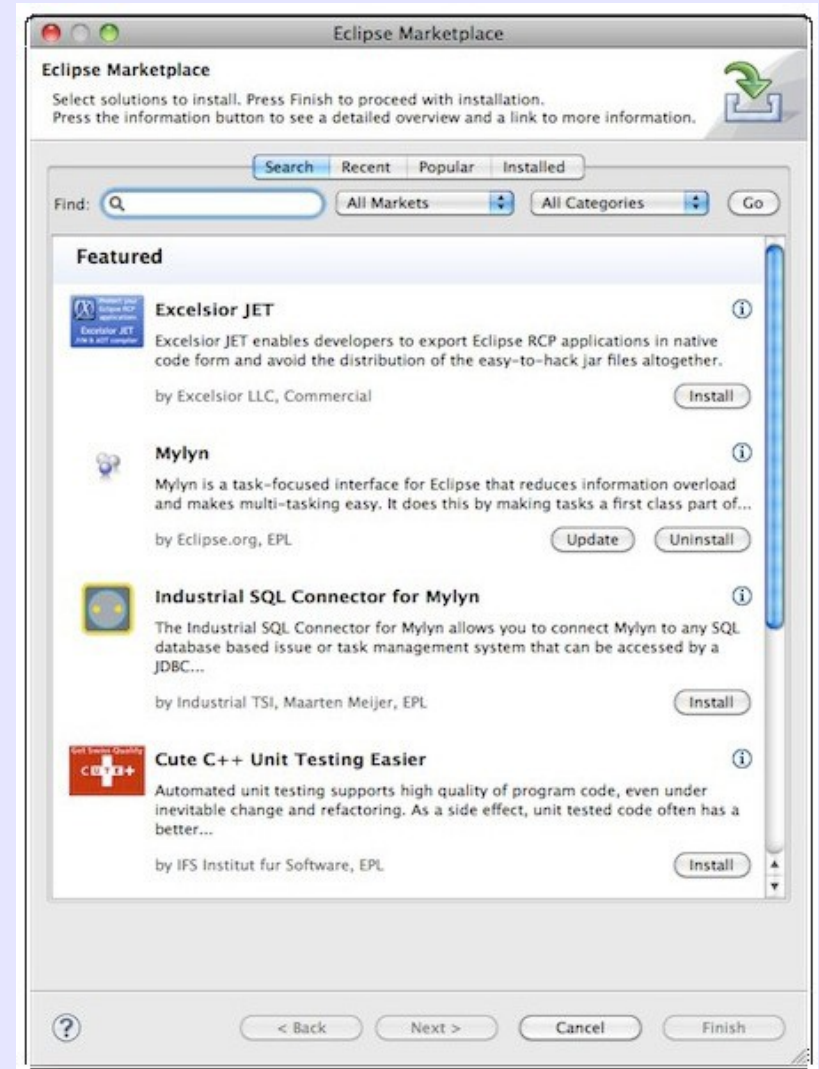 Eclipse Marketplace
Eclipse Marketplace
Select solutions to install. Press Finish to proceed with installation.
Press the information button to see a detailed overview and a link to more information.
Search Recent Popular Installed
Find: All Markets All Categories Go
Featured
Excelsior JET
Excelsior JET enables developers to export Eclipse RCP applications in native
code form and avoid the distribution of the easy-to-hack jar files altogether.
by Excelsior LLC, Commercial Install
Mylyn
Mylyn is a task-focused interface for Eclipse that reduces information overload
and makes multi-tasking easy. It does this by making tasks a first class part of...
by Eclipse.org, EPL Update Uninstall
Industrial SQL Connector for Mylyn
The Industrial SQL Connector for Mylyn allows you to connect Mylyn to any SQL
database based issue or task management system that can be accessed by a
JDBC...
by Industrial TSI, Maarten Meijer, EPL Install
Get Swiss Quality
CUTE+
Cute C++ Unit Testing Easier
Automated unit testing supports high quality of program code, even under
inevitable change and refactoring. As a side effect, unit tested code often has a
better...
by IFS Institut fur Software, EPL Install
? < Back Next > Cancel Finish